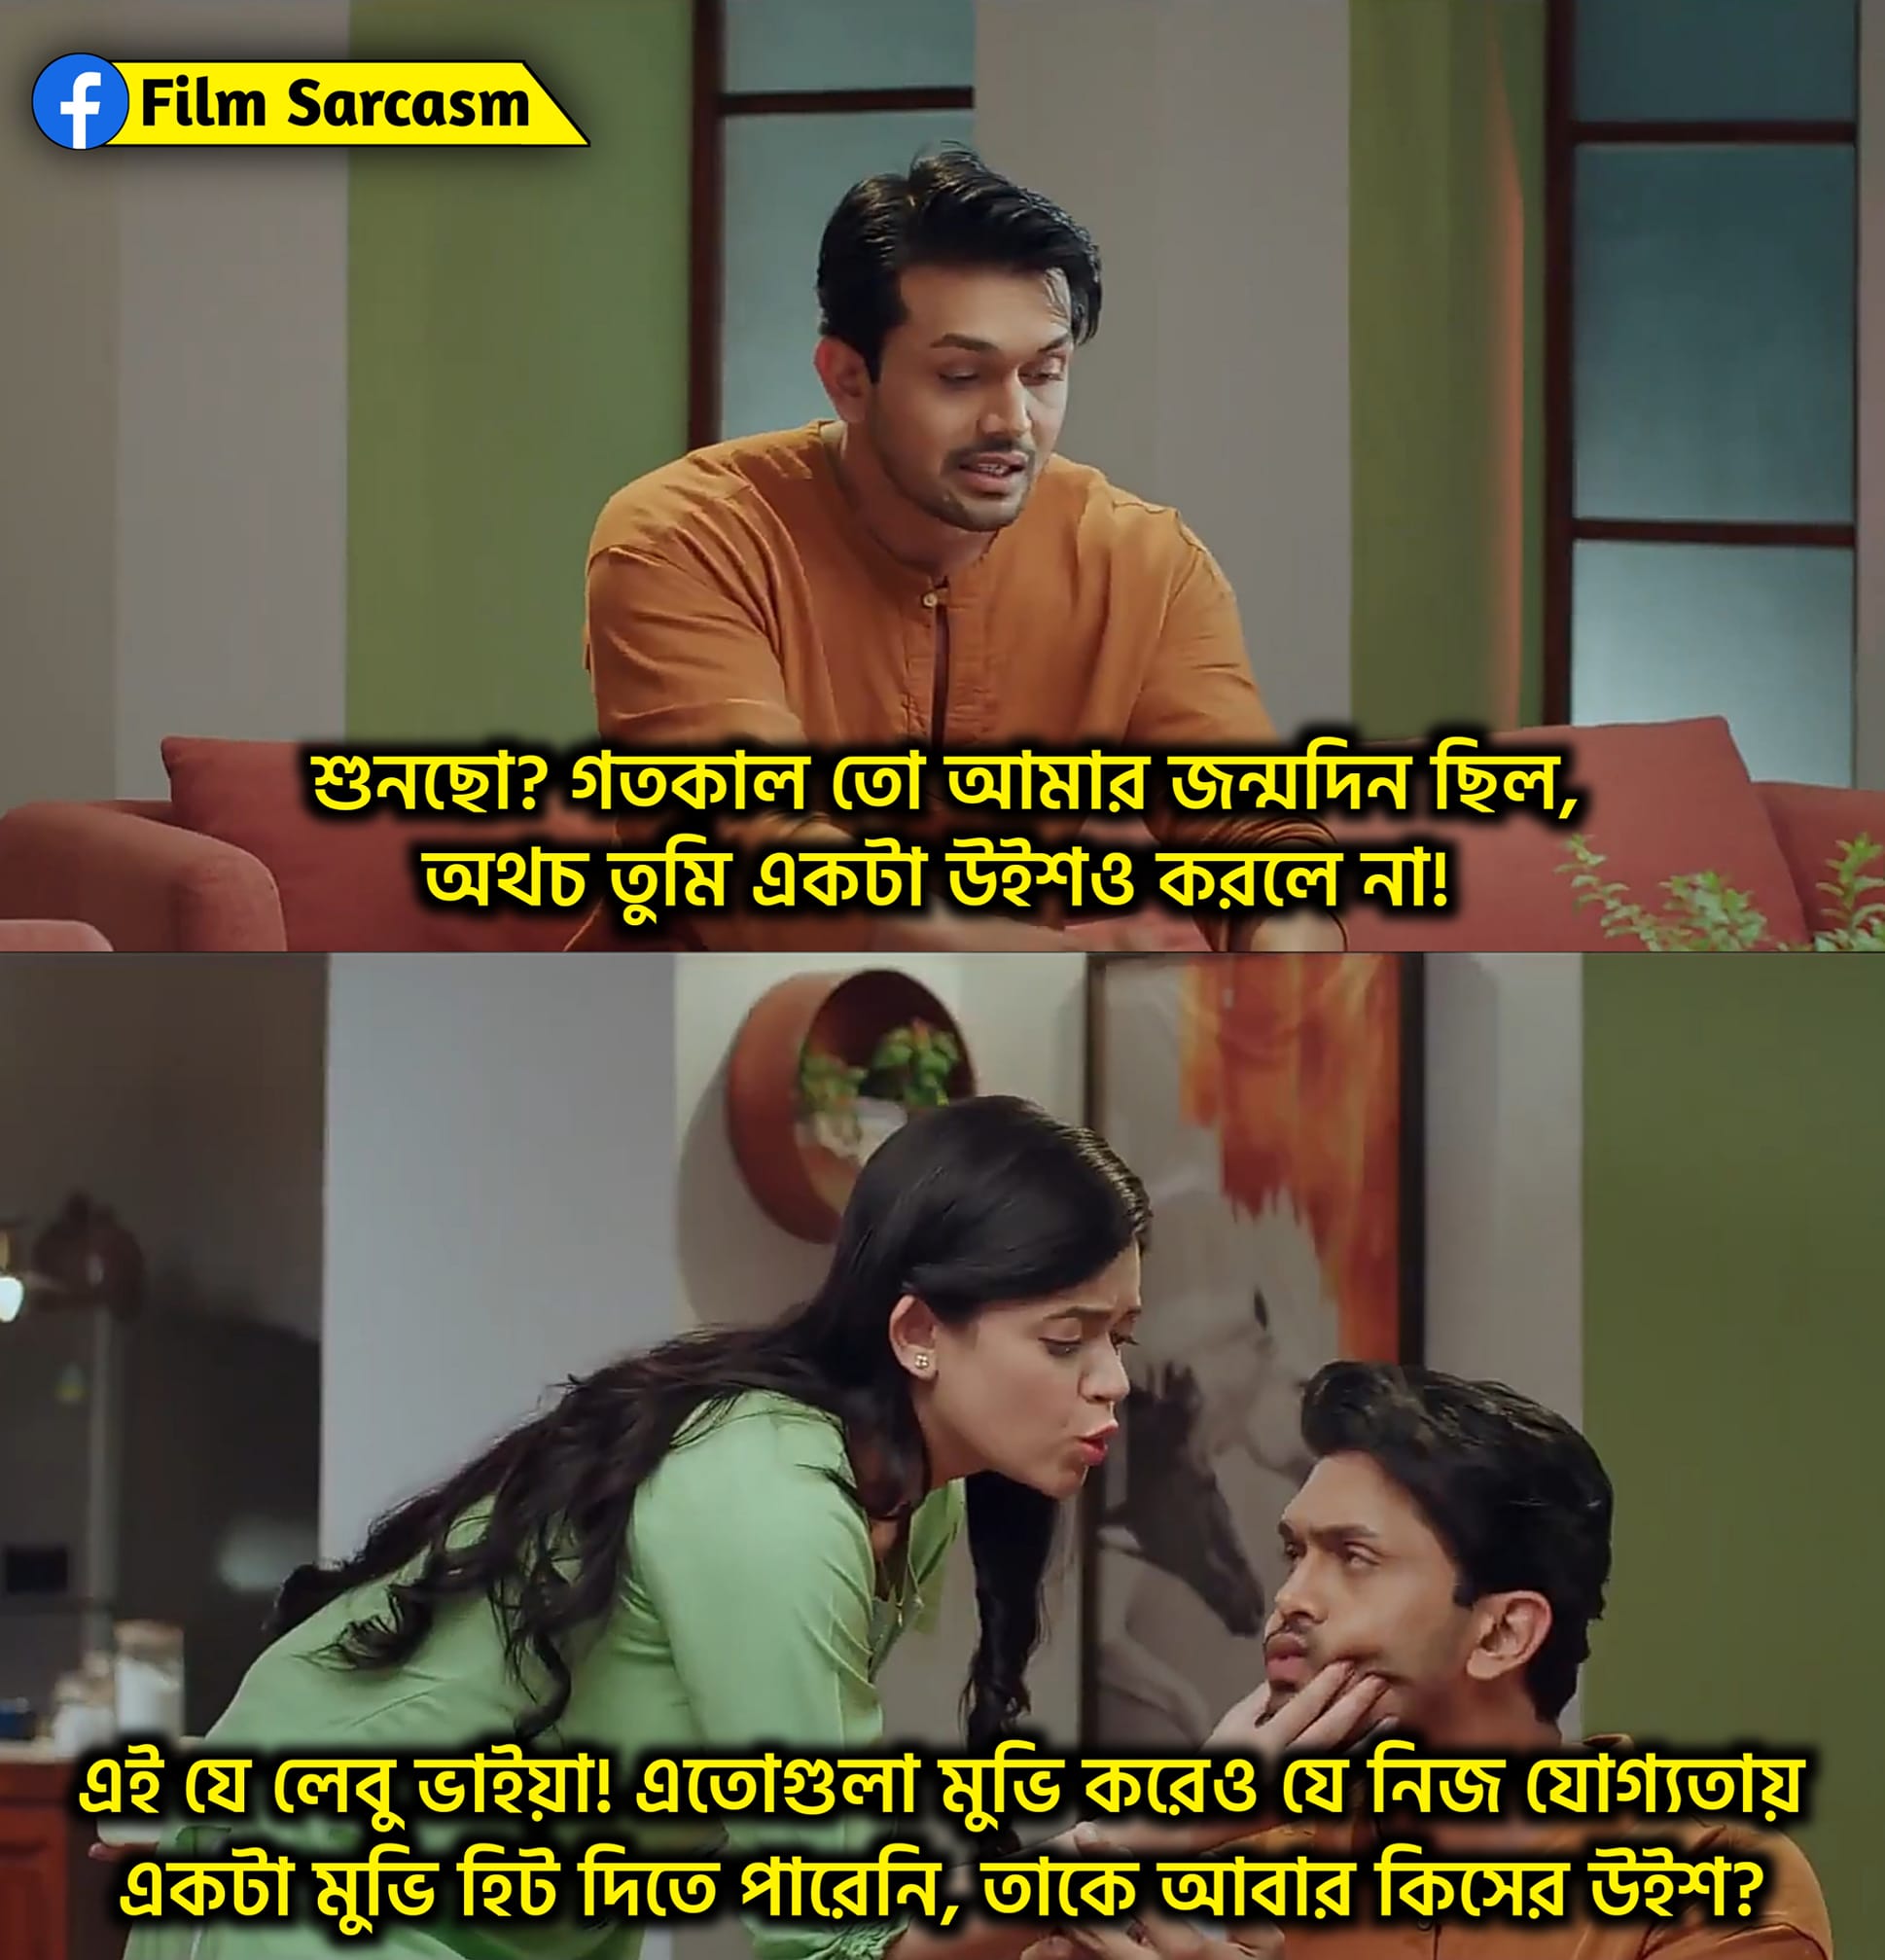 Film Sarcasm
শুনছো? গতকাল তো আমার জন্মদিন ছিল,
অথচ তুমি একটা উইশও করলে না!
এই যে লেবু ভাইয়া! এতোগুলা মুভি করেও যে নিজ যোগ্যতায়
একটা মুভি হিট দিতে পারেনি, তাকে আবার কিসের উইশ?